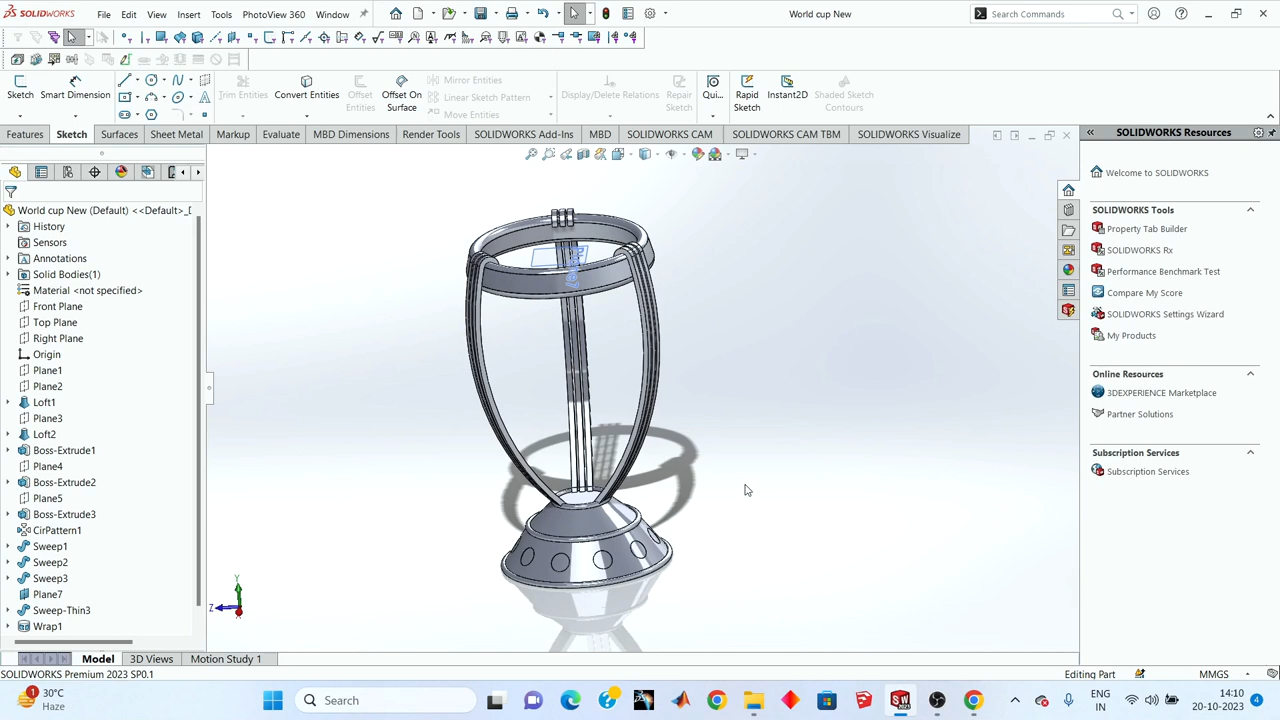 SOLIDWORKS
File
Edit
View
Insert
Tools
PhotoView 360
Window
World cup New
Search Commands
Sketch
Smart Dimension
Trim Entities
Convert Entities
Offset Entities
Offset On Surface
Mirror Entities
Linear Sketch Pattern
Move Entities
Display/Delete Relations
Repair Sketch
Qui...
Rapid Sketch
Instant2D
Shaded Sketch Contours
Features
Sketch
Surfaces
Sheet Metal
Markup
Evaluate
MBD Dimensions
Render Tools
SOLIDWORKS Add-Ins
MBD
SOLIDWORKS CAM
SOLIDWORKS CAM TBM
SOLIDWORKS Visualize
World cup New (Default) <<Default>_D
History
Sensors
Annotations
Solid Bodies(1)
Material <not specified>
Front Plane
Top Plane
Right Plane
Origin
Plane1
Plane2
Loft1
Plane3
Loft2
Boss-Extrude1
Plane4
Boss-Extrude2
Plane5
Boss-Extrude3
CirPattern1
Sweep1
Sweep2
Sweep3
Plane7
Sweep-Thin3
Wrap1
Plane7
Y
Z
X
SOLIDWORKS Resources
Welcome to SOLIDWORKS
SOLIDWORKS Tools
Property Tab Builder
SOLIDWORKS Rx
Performance Benchmark Test
Compare My Score
SOLIDWORKS Settings Wizard
My Products
Online Resources
3DEXPERIENCE Marketplace
Partner Solutions
Subscription Services
Subscription Services
Model
3D Views
Motion Study 1
SOLIDWORKS Premium 2023 SP0.1
Editing Part
MMGS
1
30°C
Haze
Search
ENG
IN
14:10
20-10-2023
4